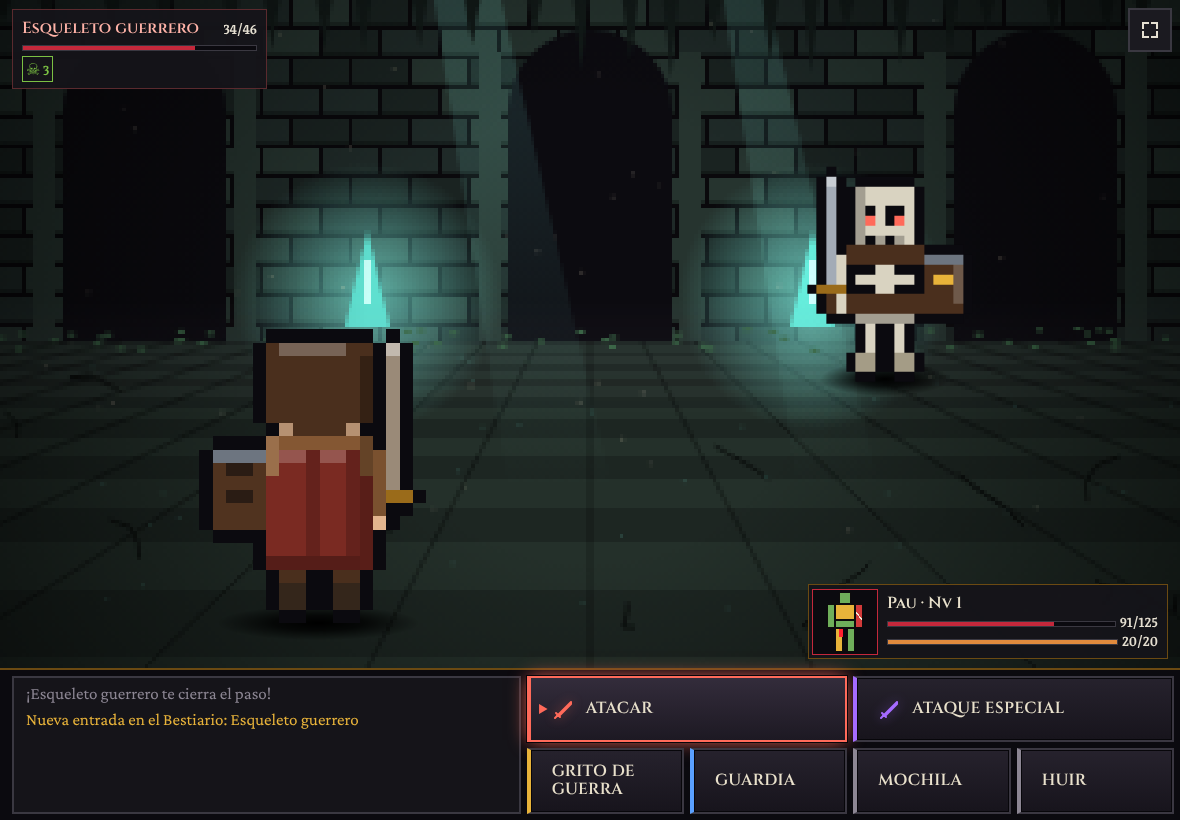 Esqueleto guerrero 34/46
☠ 3
Pau · Nv 1
91/125
20/20
¡Esqueleto guerrero te cierra el paso!
Nueva entrada en el Bestiario: Esqueleto guerrero
ATACAR
ATAQUE ESPECIAL
GRITO DE
GUERRA
GUARDIA
MOCHILA
HUIR